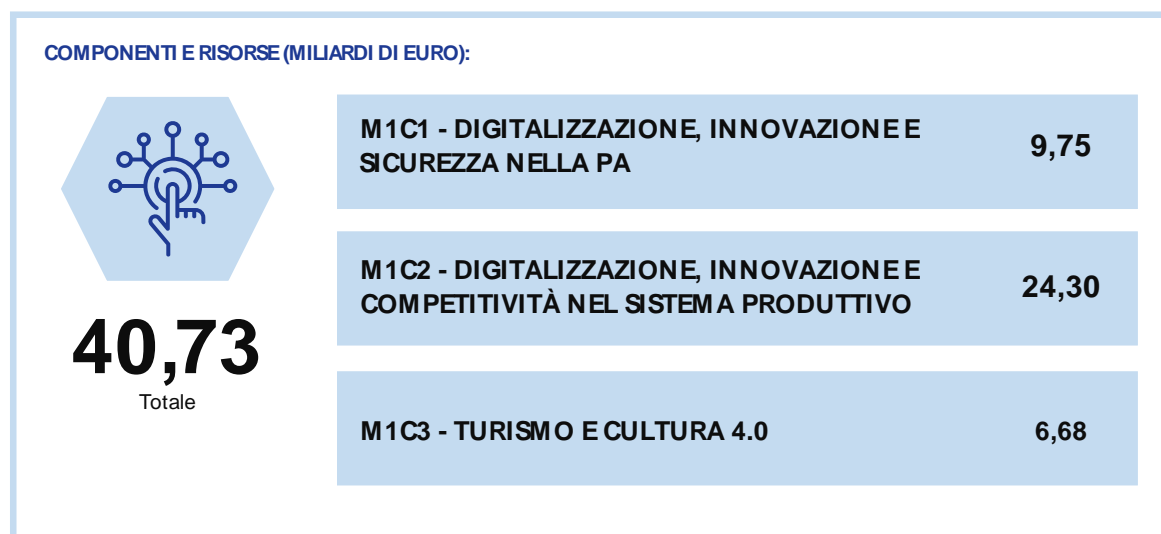 COMPONENTI E RISORSE (MILIARDI DI EURO):
M1C1 - DIGITALIZZAZIONE, INNOVAZIONE E
SICUREZZA NELLA PA
9,75
M1C2 - DIGITALIZZAZIONE, INNOVAZIONE E
COMPETITIVITÀ NEL SISTEMA PRODUTTIVO
24,30
40,73
Totale
M1C3 - TURISMO E CULTURA 4.0
6,68